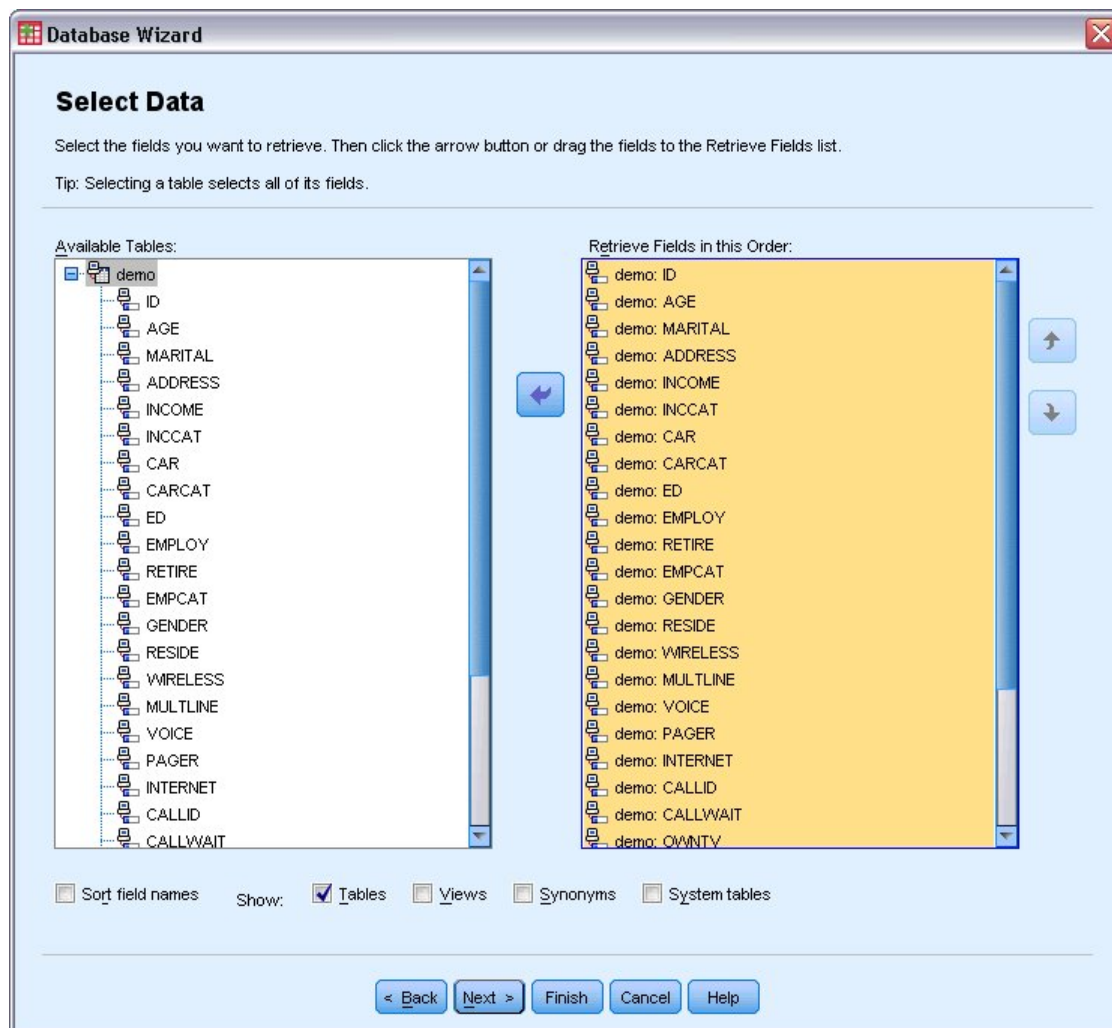 Database Wizard
Select Data
Select the fields you want to retrieve. Then click the arrow button or drag the fields to the Retrieve Fields list.
Tip: Selecting a table selects all of its fields.
Available Tables:
demo
ID
AGE
MARITAL
ADDRESS
INCOME
INCCAT
CAR
CARCAT
ED
EMPLOY
RETIRE
EMPCAT
GENDER
RESIDE
WIRELESS
MULTLINE
VOICE
PAGER
INTERNET
CALLID
CALLWAIT
Retrieve Fields in this Order:
demo: ID
demo: AGE
demo: MARITAL
demo: ADDRESS
demo: INCOME
demo: INCCAT
demo: CAR
demo: CARCAT
demo: ED
demo: EMPLOY
demo: RETIRE
demo: EMPCAT
demo: GENDER
demo: RESIDE
demo: WIRELESS
demo: MULTLINE
demo: VOICE
demo: PAGER
demo: INTERNET
demo: CALLID
demo: CALLWAIT
demo: OWNTV
Sort field names Show: Tables Views Synonyms System tables
< Back Next > Finish Cancel Help